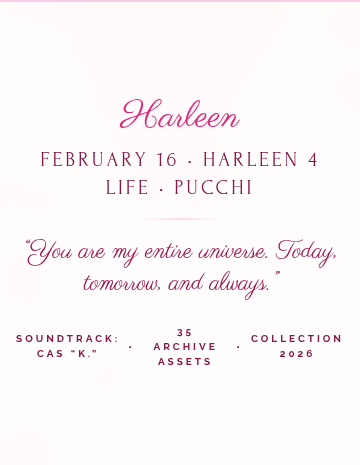 Harleen
FEBRUARY 16 · HARLEEN 4
LIFE · PUCCHI
“You are my entire universe. Today,
tomorrow, and always.”
SOUNDTRACK:
CAS “K.”
·
35
ARCHIVE
ASSETS
·
COLLECTION
2026